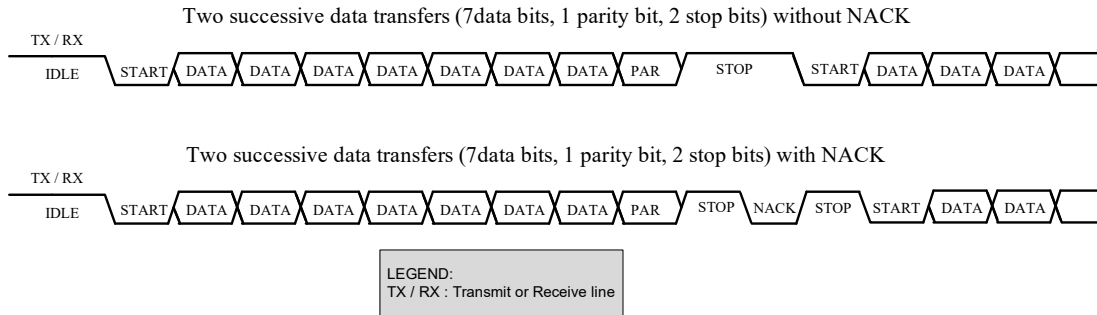 Two successive data transfers (7data bits, 1 parity bit, 2 stop bits) without NACK
TX / RX
IDLE START DATA DATA DATA DATA DATA DATA DATA PAR STOP START DATA DATA DATA
Two successive data transfers (7data bits, 1 parity bit, 2 stop bits) with NACK
TX / RX
IDLE START DATA DATA DATA DATA DATA DATA DATA PAR STOP NACK STOP START DATA DATA
LEGEND:
TX / RX : Transmit or Receive line